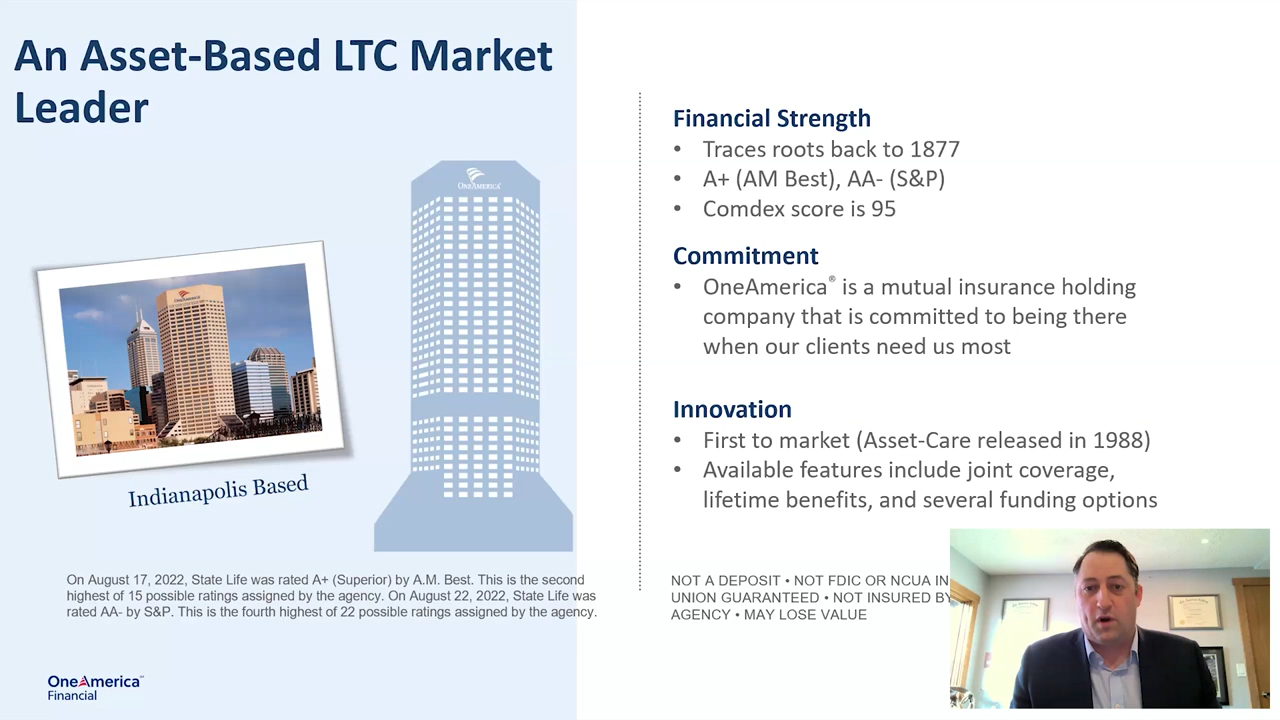 An Asset-Based LTC Market
Leader
ONEAMERICA
ONEAMERICA
Indianapolis Based
On August 17, 2022, State Life was rated A+ (Superior) by A.M. Best. This is the second
highest of 15 possible ratings assigned by the agency. On August 22, 2022, State Life was
rated AA- by S&P. This is the fourth highest of 22 possible ratings assigned by the agency.
OneAmerica
Financial
Financial Strength
• Traces roots back to 1877
• A+ (AM Best), AA- (S&P)
• Comdex score is 95
Commitment
• OneAmerica® is a mutual insurance holding
company that is committed to being there
when our clients need us most
Innovation
• First to market (Asset-Care released in 1988)
• Available features include joint coverage,
lifetime benefits, and several funding options
NOT A DEPOSIT • NOT FDIC OR NCUA IN
UNION GUARANTEED • NOT INSURED BY
AGENCY • MAY LOSE VALUE